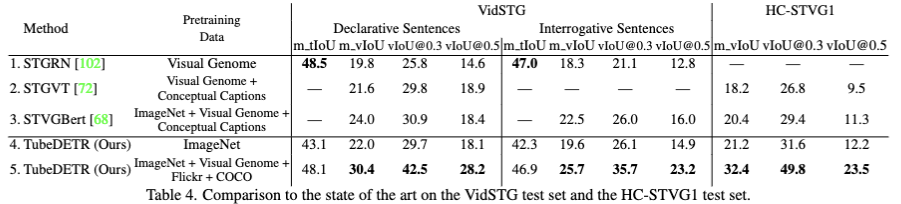 VidSTG HC-STVG1
Method Pretraining Data Declarative Sentences Interrogative Sentences
m_tIoU m_vIoU vIoU@0.3 vIoU@0.5 m_tIoU m_vIoU vIoU@0.3 vIoU@0.5 m_vIoU vIoU@0.3 vIoU@0.5
1. STGRN [102] Visual Genome 48.5 19.8 25.8 14.6 47.0 18.3 21.1 12.8 — — —
2. STGVT [72] Visual Genome + Conceptual Captions — 21.6 29.8 18.9 — — — — 18.2 26.8 9.5
3. STVGBert [68] ImageNet + Visual Genome + Conceptual Captions — 24.0 30.9 18.4 — 22.5 26.0 16.0 20.4 29.4 11.3
4. TubeDETR (Ours) ImageNet 43.1 22.0 29.7 18.1 42.3 19.6 26.1 14.9 21.2 31.6 12.2
5. TubeDETR (Ours) ImageNet + Visual Genome + Flickr + COCO 48.1 30.4 42.5 28.2 46.9 25.7 35.7 23.2 32.4 49.8 23.5
Table 4. Comparison to the state of the art on the VidSTG test set and the HC-STVG1 test set.